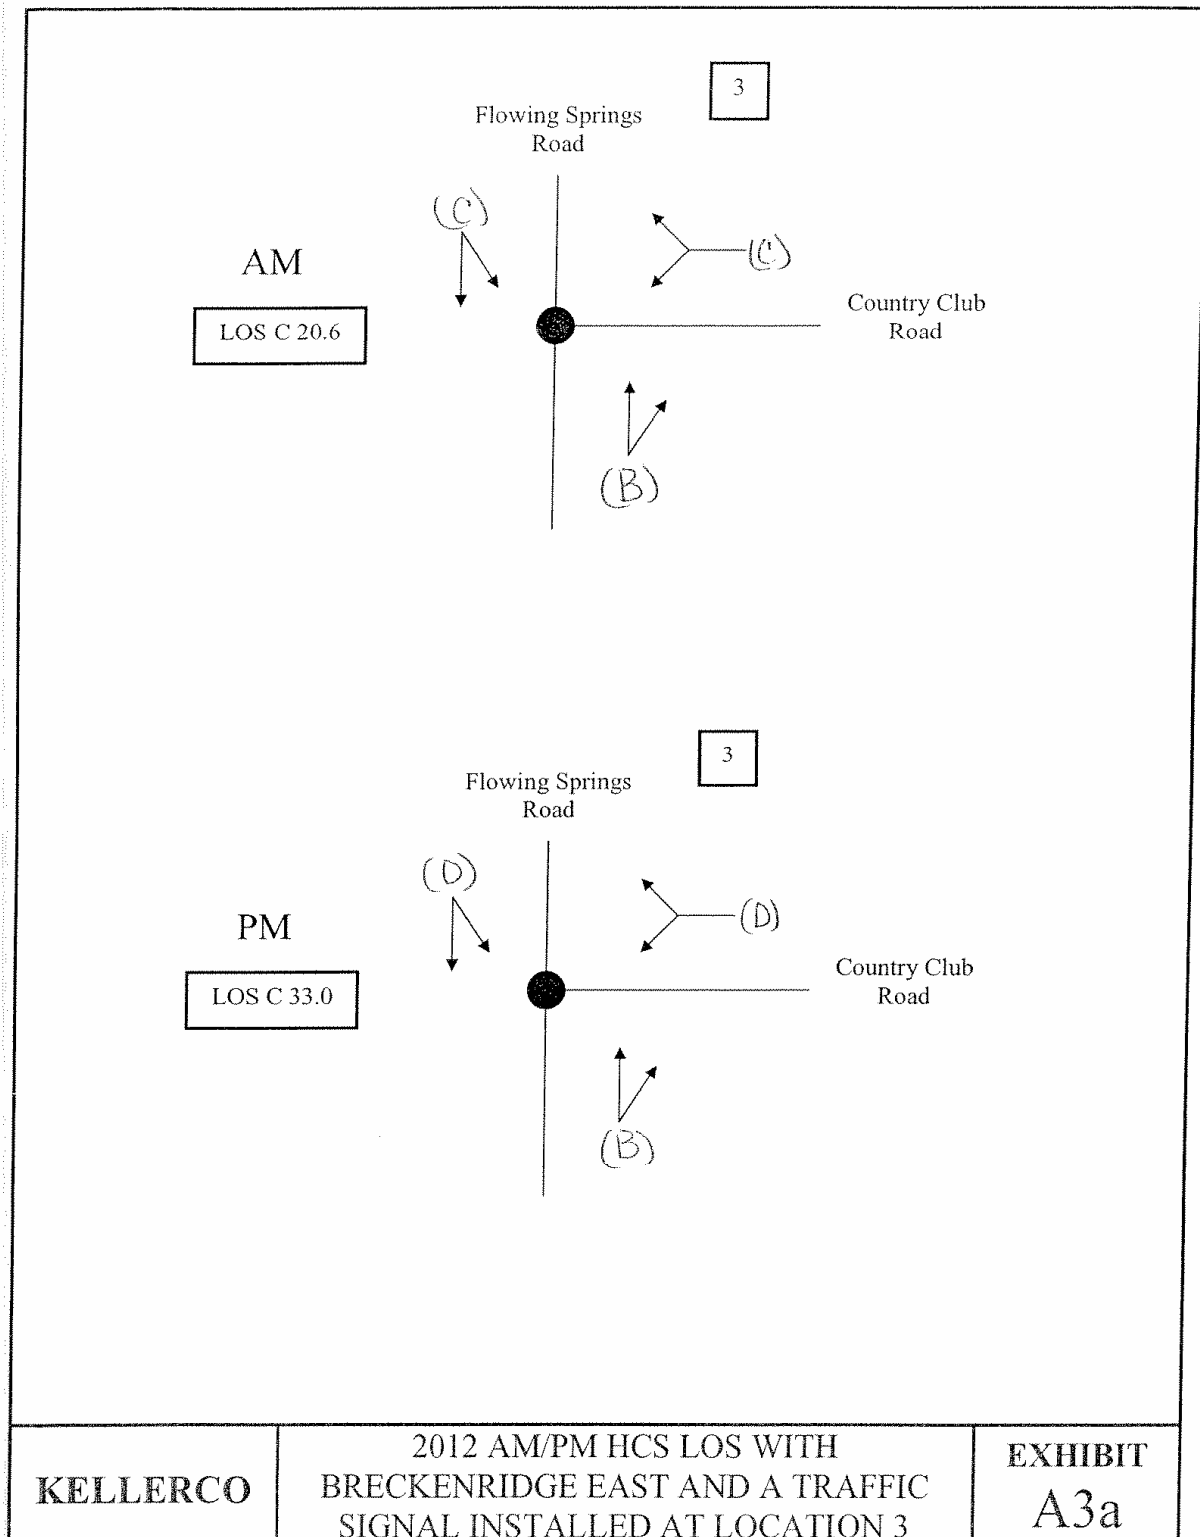 3
Flowing Springs
Road
(C)
AM
(C)
Country Club
Road
LOS C 20.6
(B)
3
Flowing Springs
Road
(D)
PM
(D)
Country Club
Road
LOS C 33.0
(B)
KELLERCO
2012 AM/PM HCS LOS WITH
BRECKENRIDGE EAST AND A TRAFFIC
SIGNAL INSTALLED AT LOCATION 3
EXHIBIT
A3a